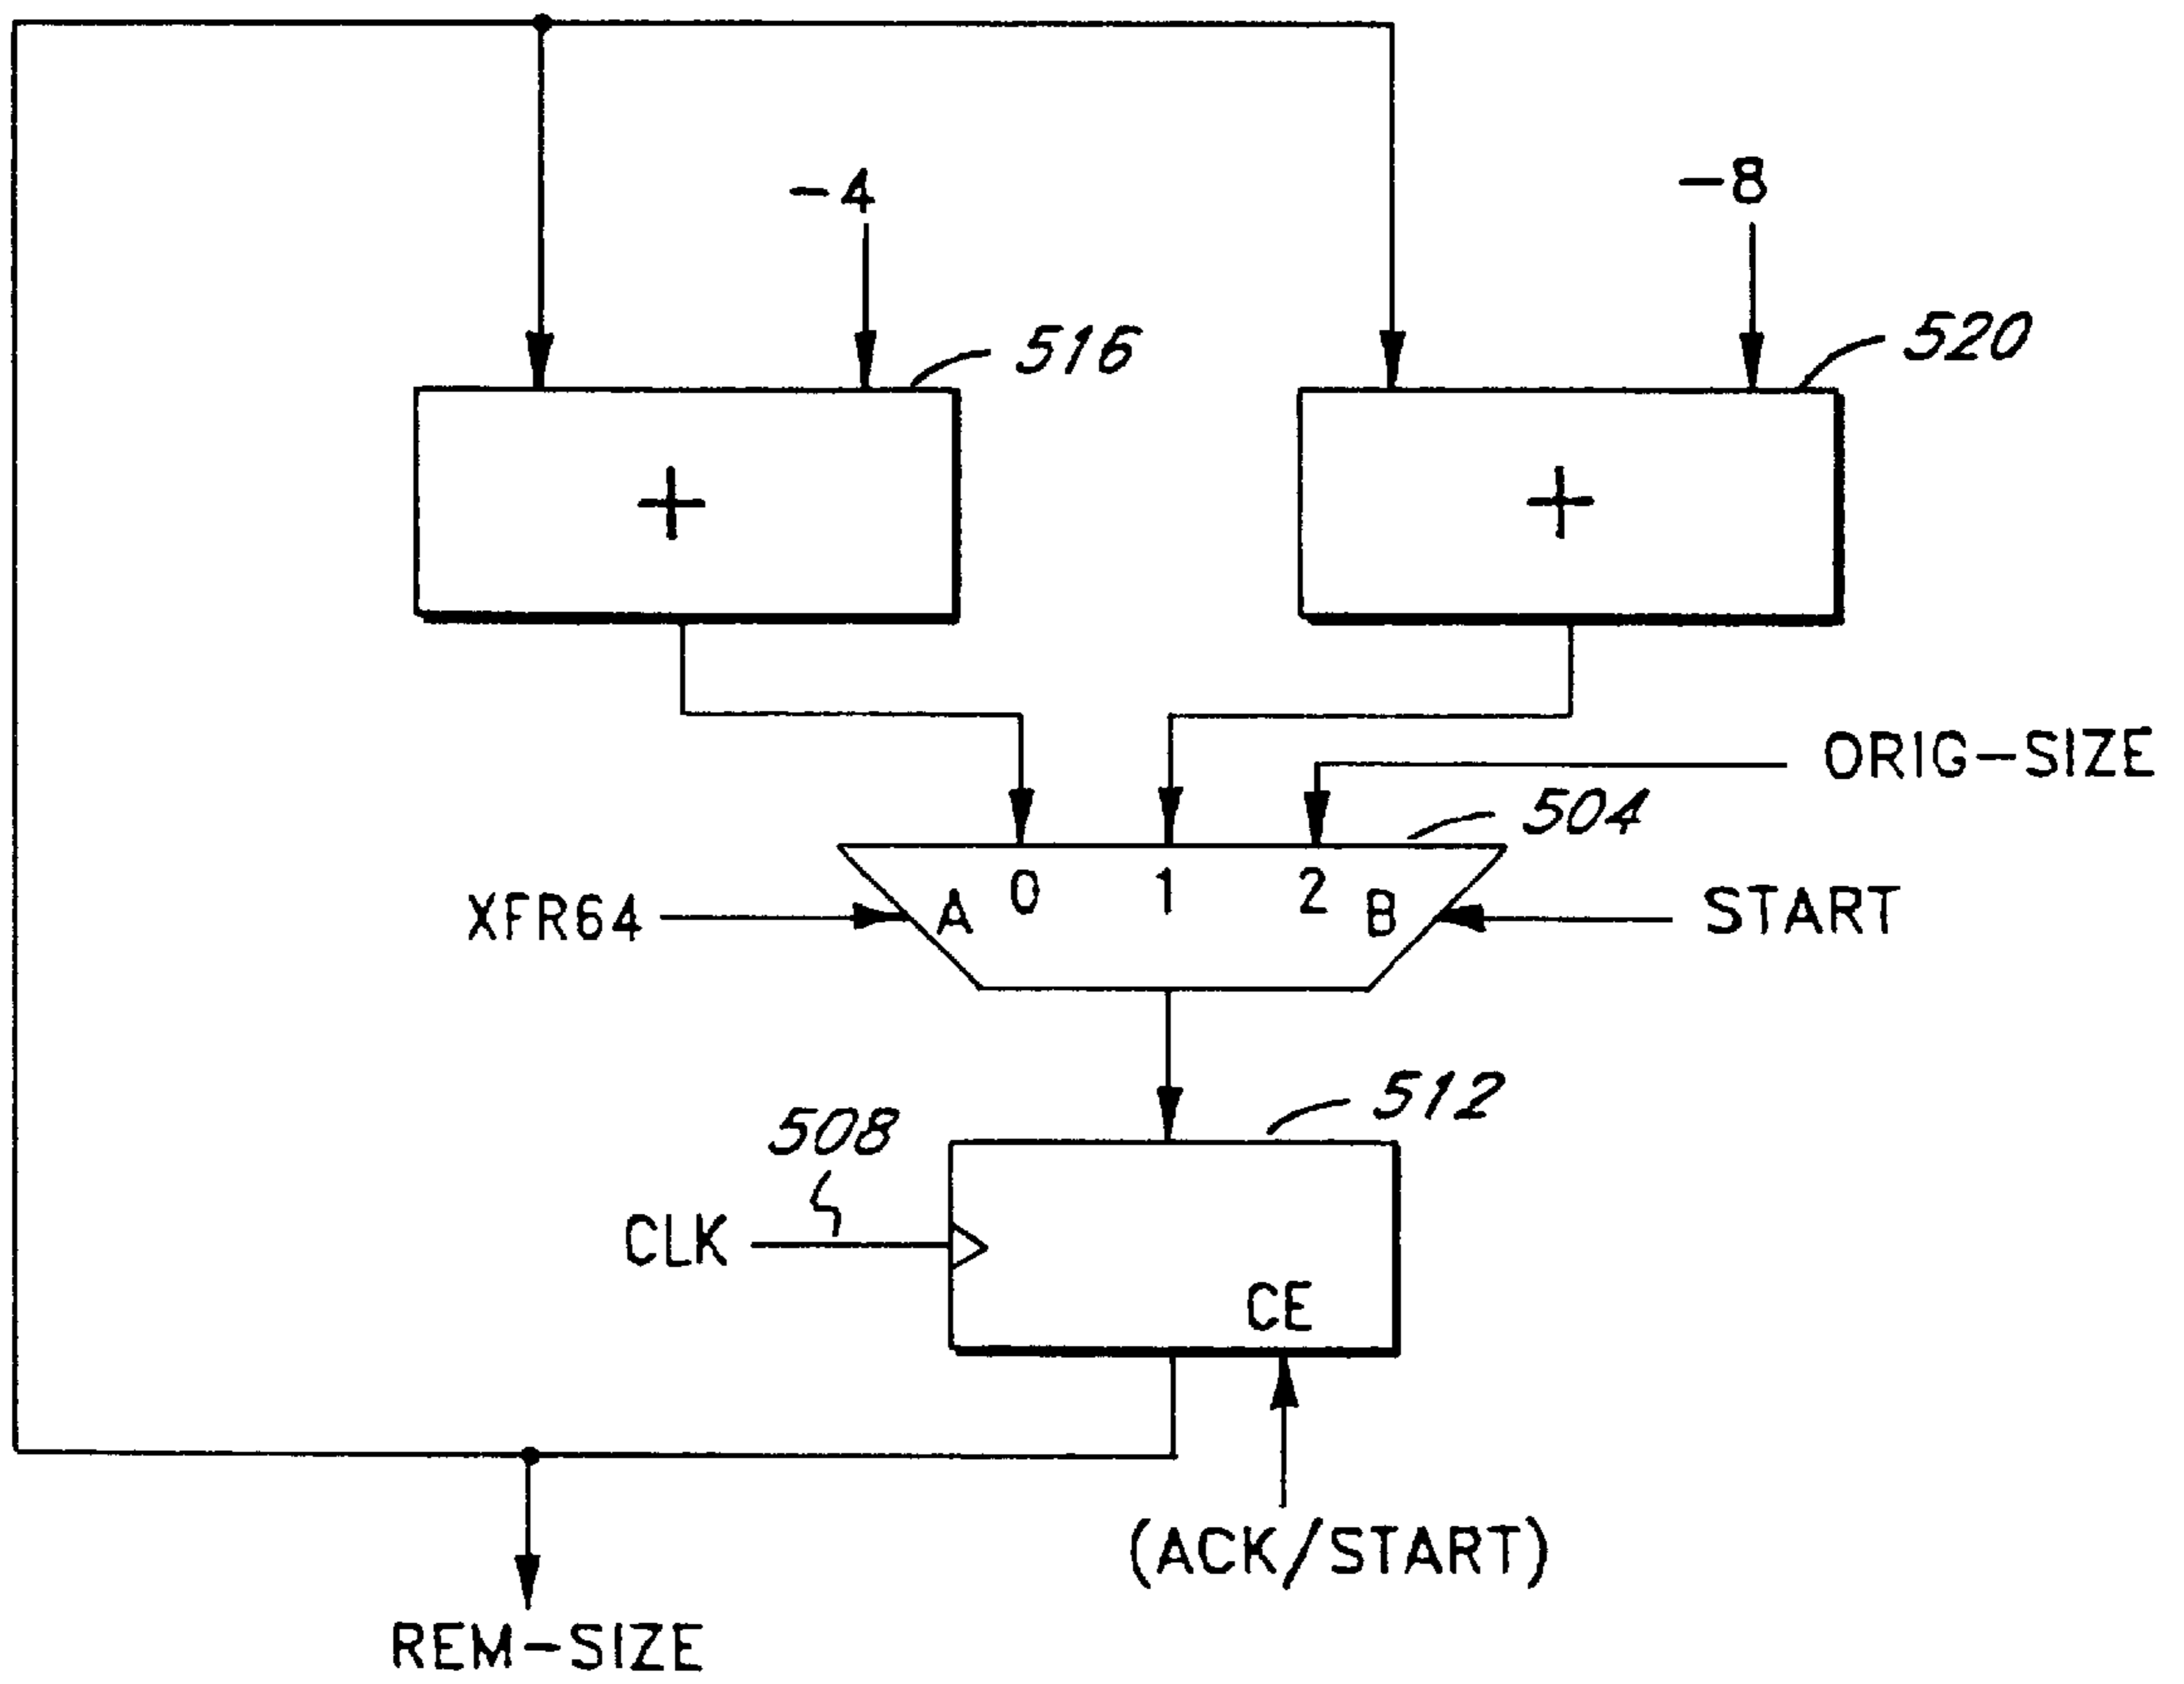 -4
-8
516
520
+
+
ORIG-SIZE
504
XFR64
A
0
1
2
B
START
512
508
CLK
CE
(ACK/START)
REM-SIZE